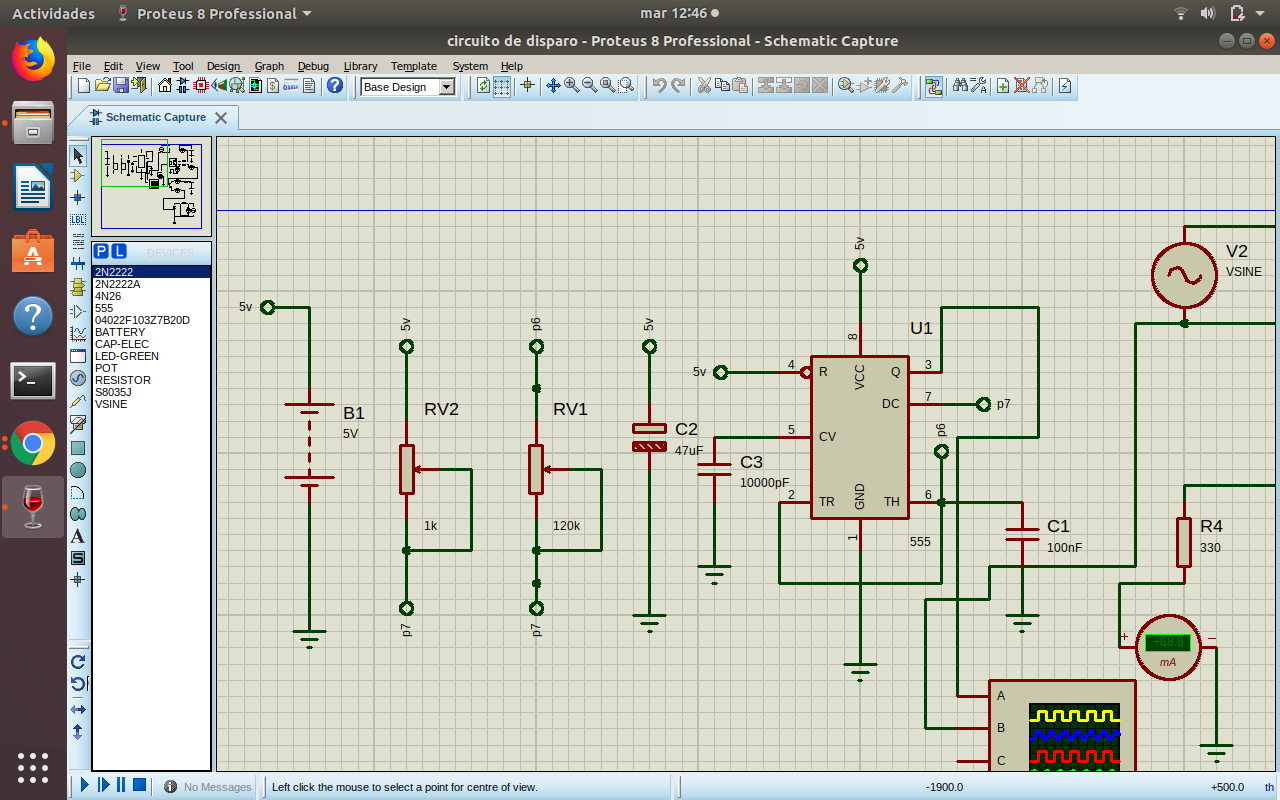 Actividades
Proteus 8 Professional
mar 12:46
circuito de disparo - Proteus 8 Professional - Schematic Capture
File Edit View Tool Design Graph Debug Library Template System Help
Base Design
Schematic Capture
LBL
P L DEVICES
2N2222
2N2222A
4N26
555
04022F103Z7B20D
BATTERY
CAP-ELEC
LED-GREEN
POT
RESISTOR
S8035J
VSINE
A
S
5v
B1
5V
5v
RV2
1k
p7
p6
RV1
120k
p7
5v
C2
47uF
5v
C3
10000pF
5v
U1
8
VCC
4
R
Q
3
DC
7
p7
5
CV
p6
2
TR
GND
TH
6
1
555
C1
100nF
V2
VSINE
R4
330
+
+88.8
−
mA
A
B
C
No Messages
Left click the mouse to select a point for centre of view.
-1900.0
+500.0
th